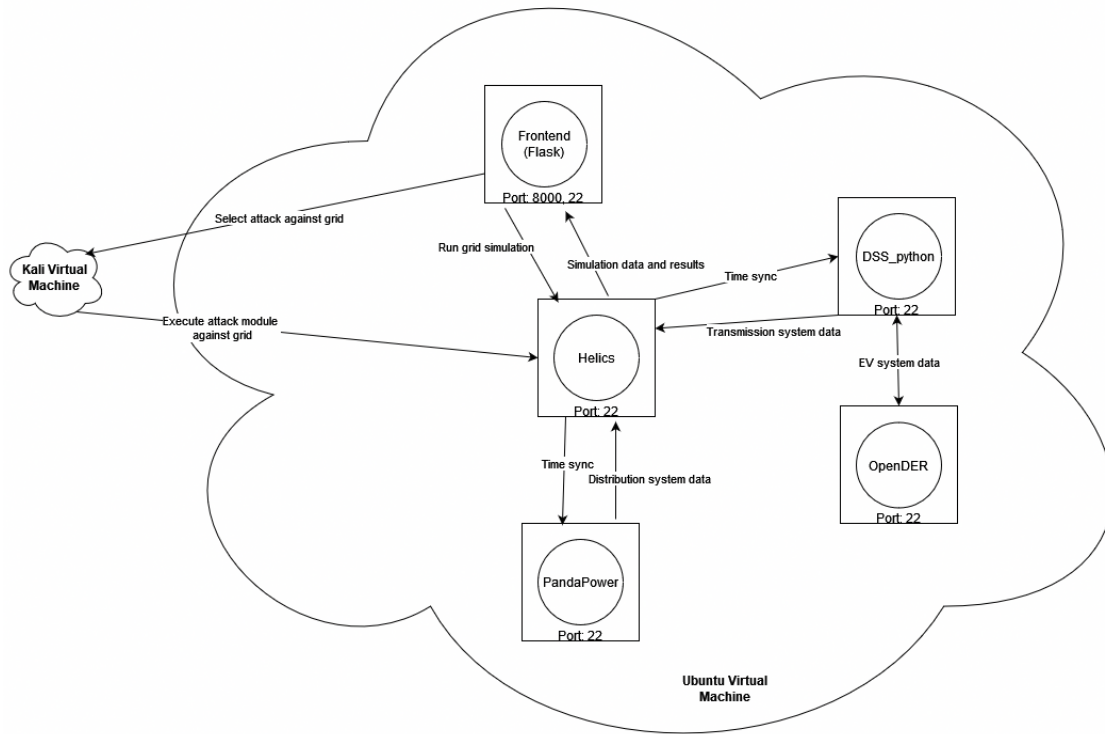 Frontend
(Flask)
Port: 8000, 22
Select attack against grid
Run grid simulation
Simulation data and results
Kali Virtual
Machine
Execute attack module
against grid
Time sync
DSS_python
Port: 22
Transmission system data
Helics
Port: 22
EV system data
OpenDER
Port: 22
Time sync
Distribution system data
PandaPower
Port: 22
Ubuntu Virtual
Machine